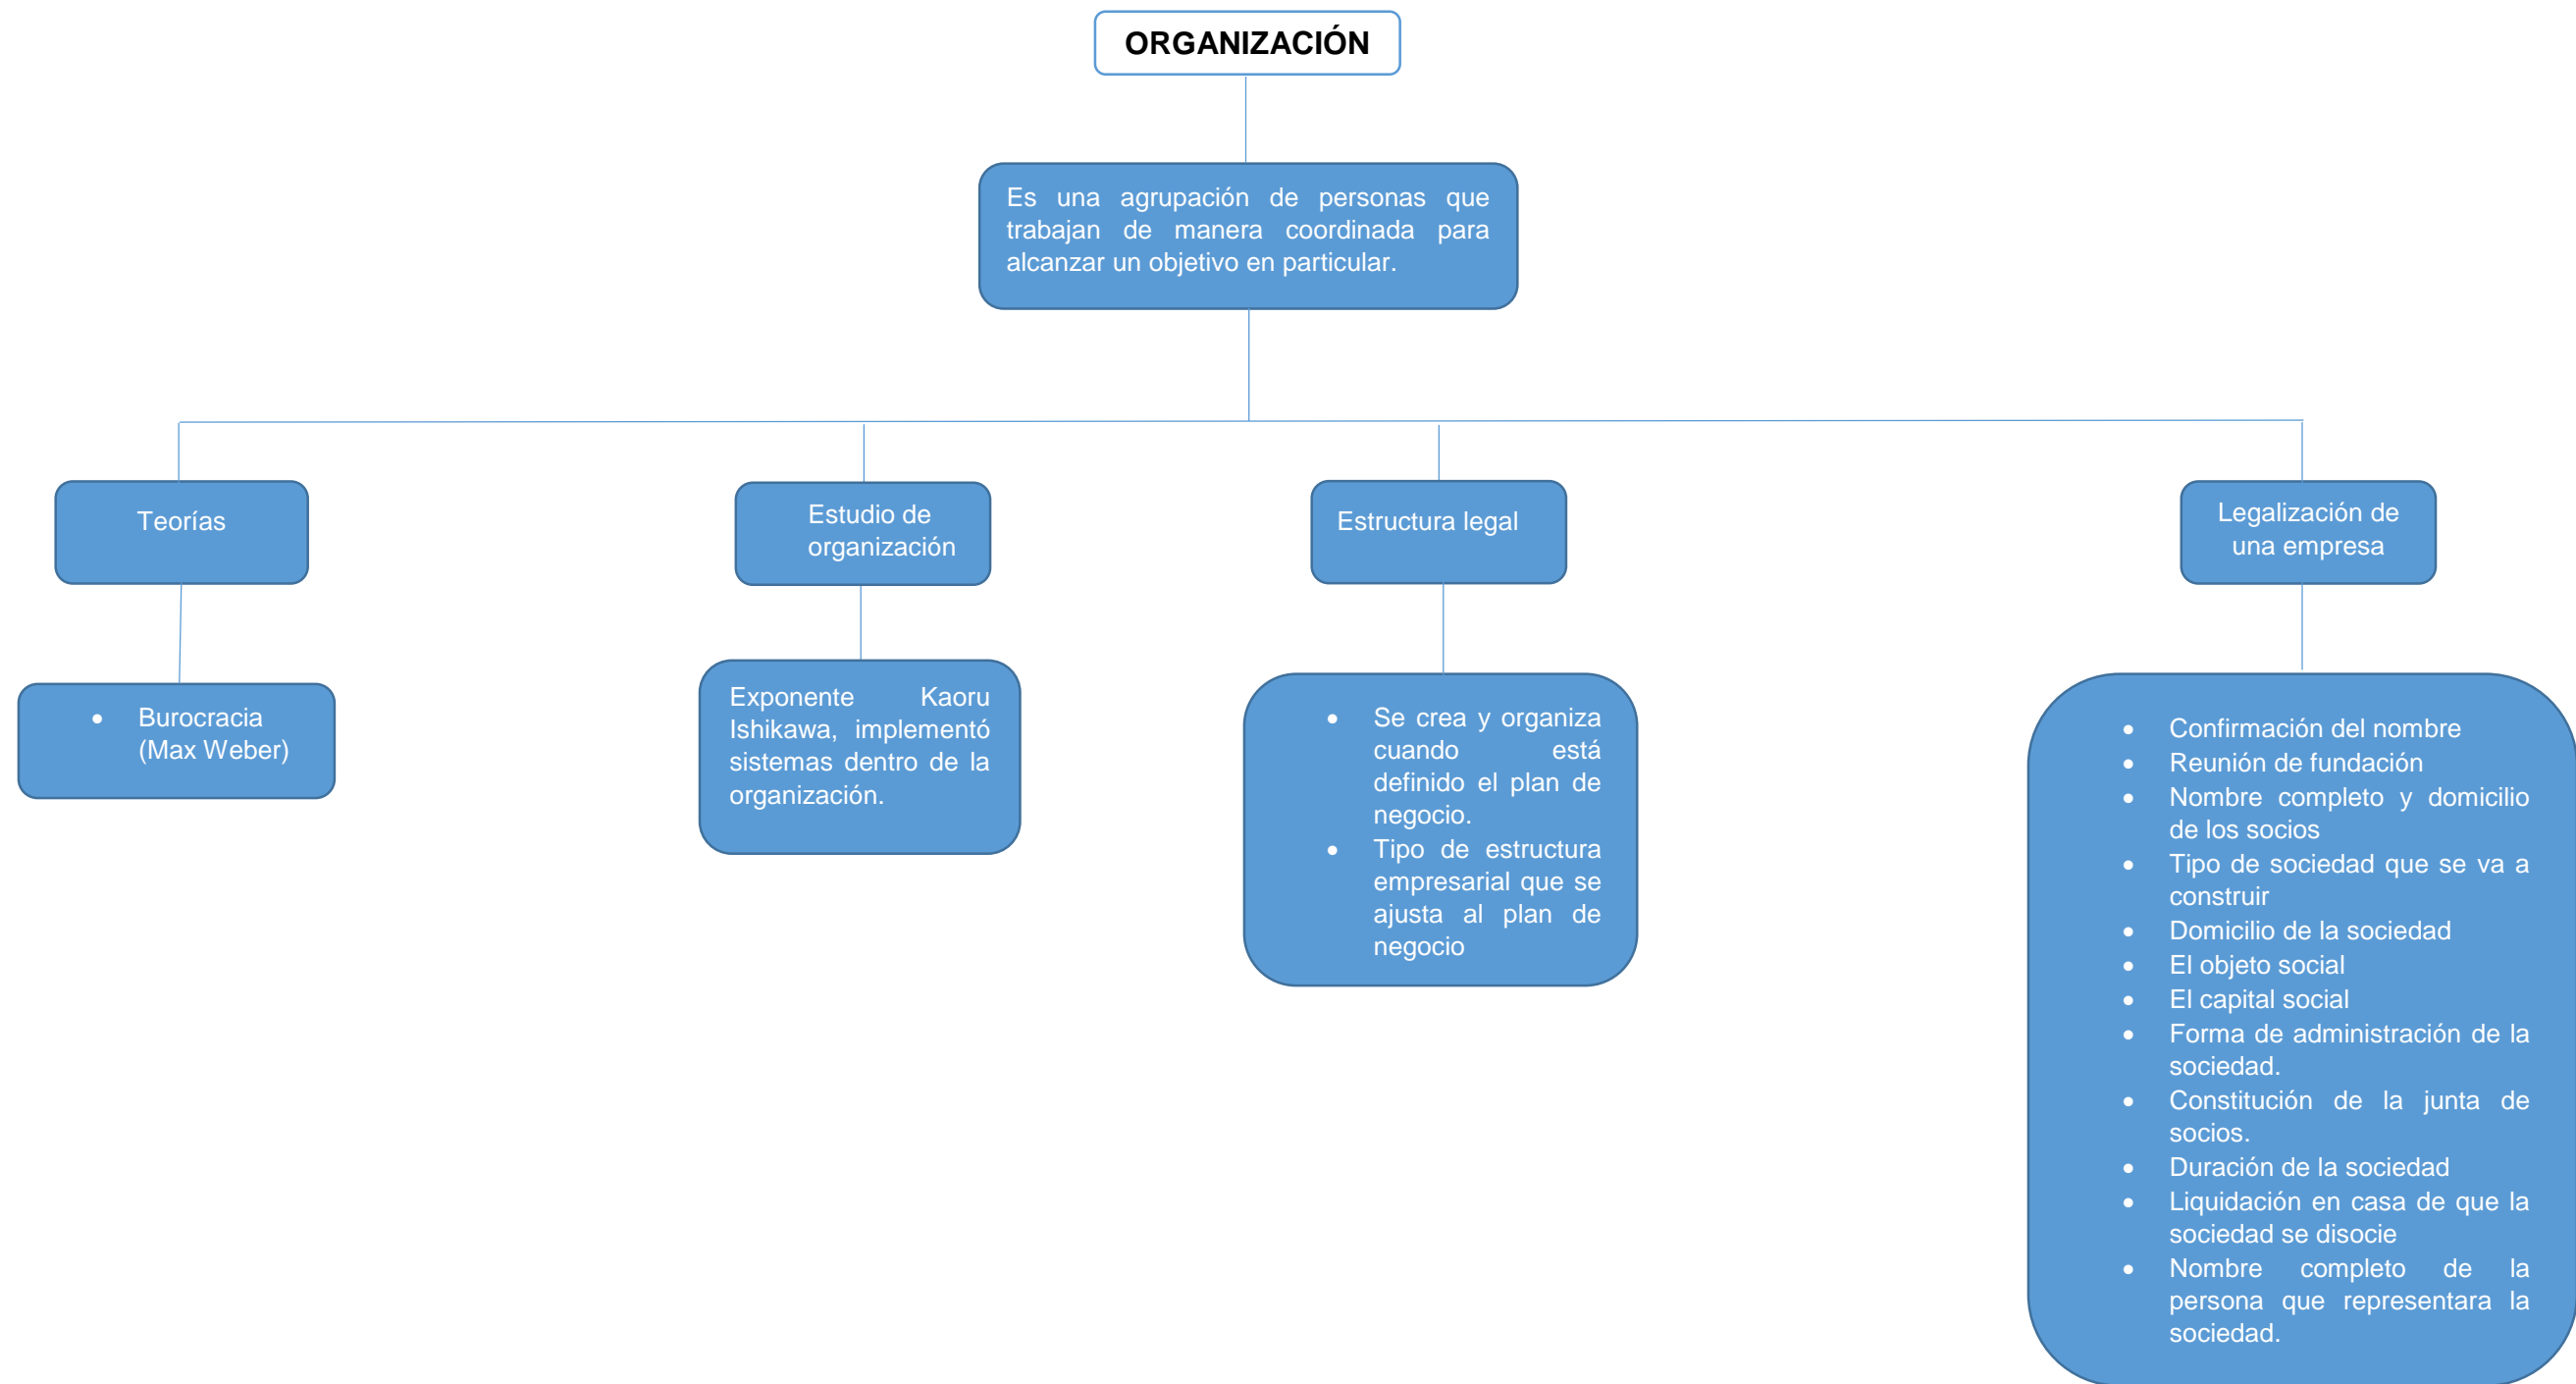 ORGANIZACIÓN
Es una agrupación de personas que
trabajan de manera coordinada para
alcanzar un objetivo en particular.
Teorías
Estudio de
organización
Estructura legal
Legalización de
una empresa
• Burocracia
(Max Weber)
Exponente Kaoru
Ishikawa, implementó
sistemas dentro de la
organización.
• Se crea y organiza
cuando está
definido el plan de
negocio.
• Tipo de estructura
empresarial que se
ajusta al plan de
negocio
• Confirmación del nombre
• Reunión de fundación
• Nombre completo y domicilio
de los socios
• Tipo de sociedad que se va a
construir
• Domicilio de la sociedad
• El objeto social
• El capital social
• Forma de administración de la
sociedad.
• Constitución de la junta de
socios.
• Duración de la sociedad
• Liquidación en casa de que la
sociedad se disocie
• Nombre completo de la
persona que representara la
sociedad.